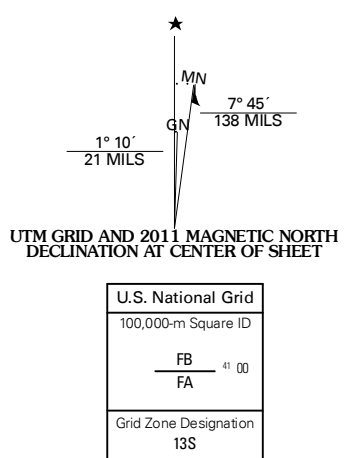 ★
MN
7° 45´
138 MILS
GN
1° 10´
21 MILS
UTM GRID AND 2011 MAGNETIC NORTH
DECLINATION AT CENTER OF SHEET
U.S. National Grid
100,000-m Square ID
FB
41 00
FA
Grid Zone Designation
13S